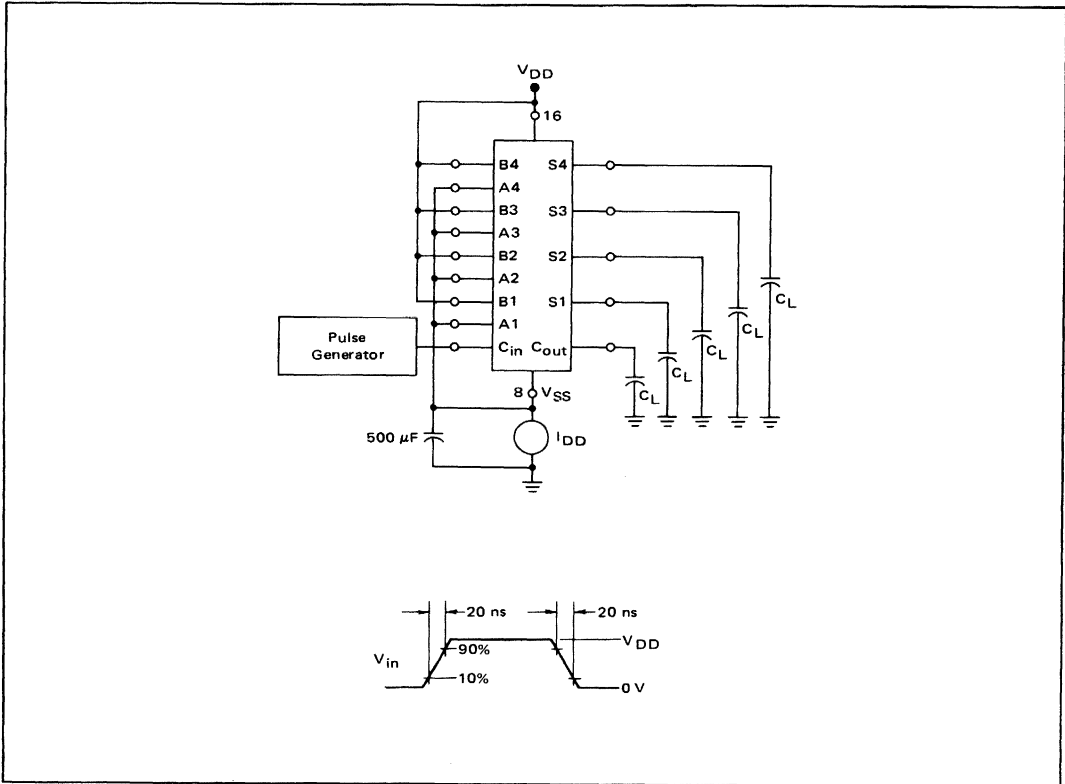 V_DD
16
B4 S4
A4
B3 S3
A3
B2 S2
A2
B1 S1
A1
Pulse Generator
C_in C_out
C_L
C_L
C_L
C_L
C_L
8 V_SS
500 μF
I_DD
20 ns 20 ns
V_DD
90%
V_in
10%
0 V